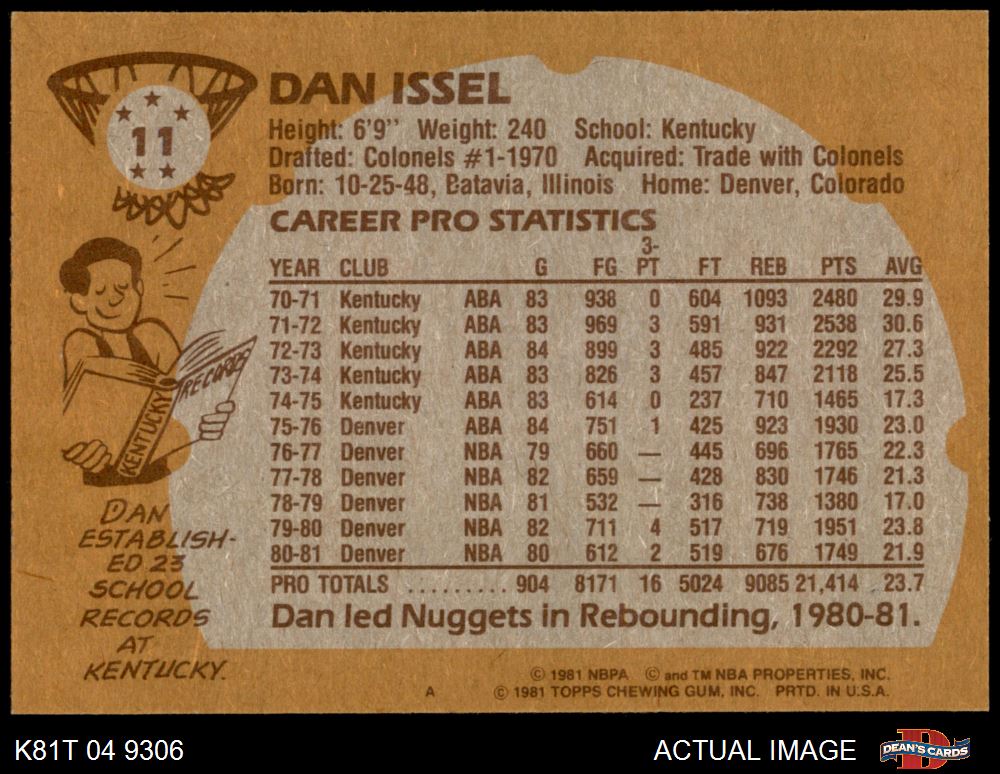 11
DAN ISSEL
Height: 6'9" Weight: 240 School: Kentucky
Drafted: Colonels #1-1970 Acquired: Trade with Colonels
Born: 10-25-48, Batavia, Illinois Home: Denver, Colorado
CAREER PRO STATISTICS
YEAR CLUB G FG 3-PT FT REB PTS AVG
70-71 Kentucky ABA 83 938 0 604 1093 2480 29.9
71-72 Kentucky ABA 83 969 3 591 931 2538 30.6
72-73 Kentucky ABA 84 899 3 485 922 2292 27.3
73-74 Kentucky ABA 83 826 3 457 847 2118 25.5
74-75 Kentucky ABA 83 614 0 237 710 1465 17.3
75-76 Denver ABA 84 751 1 425 923 1930 23.0
76-77 Denver NBA 79 660 — 445 696 1765 22.3
77-78 Denver NBA 82 659 — 428 830 1746 21.3
78-79 Denver NBA 81 532 — 316 738 1380 17.0
79-80 Denver NBA 82 711 4 517 719 1951 23.8
80-81 Denver NBA 80 612 2 519 676 1749 21.9
PRO TOTALS ......... 904 8171 16 5024 9085 21,414 23.7
Dan led Nuggets in Rebounding, 1980-81.
KENTUCKY
RECORDS
DAN
ESTABLISH-
ED 23
SCHOOL
RECORDS
AT
KENTUCKY.
© 1981 NBPA © and TM NBA PROPERTIES, INC.
A © 1981 TOPPS CHEWING GUM, INC. PRTD. IN U.S.A.
K81T 04 9306 ACTUAL IMAGE
DEAN'S CARDS